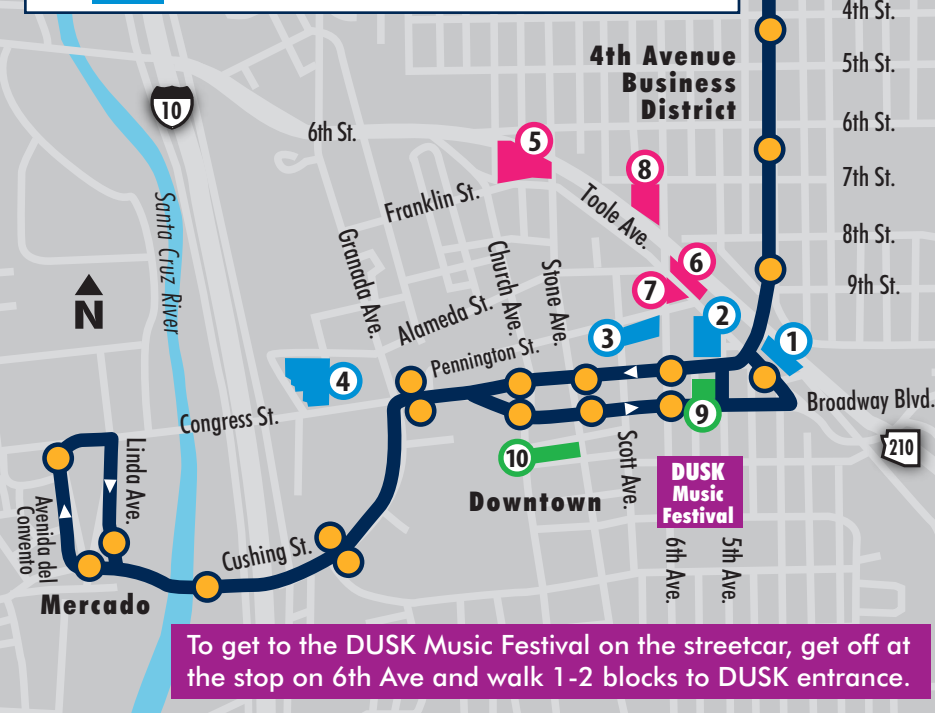 4th St.
4th Avenue
Business
District
5th St.
10
6th St.
6th St.
5
8
7th St.
Franklin St.
Toole Ave.
Santa Cruz River
Granada Ave.
Church Ave.
Stone Ave.
8th St.
6
9th St.
N
7
Alameda St.
2
3
1
Pennington St.
4
Congress St.
9
Broadway Blvd.
210
Linda Ave.
10
Scott Ave.
DUSK
Music
Festival
Downtown
Avenida del
Convento
Cushing St.
6th Ave.
5th Ave.
Mercado
To get to the DUSK Music Festival on the streetcar, get off at
the stop on 6th Ave and walk 1-2 blocks to DUSK entrance.